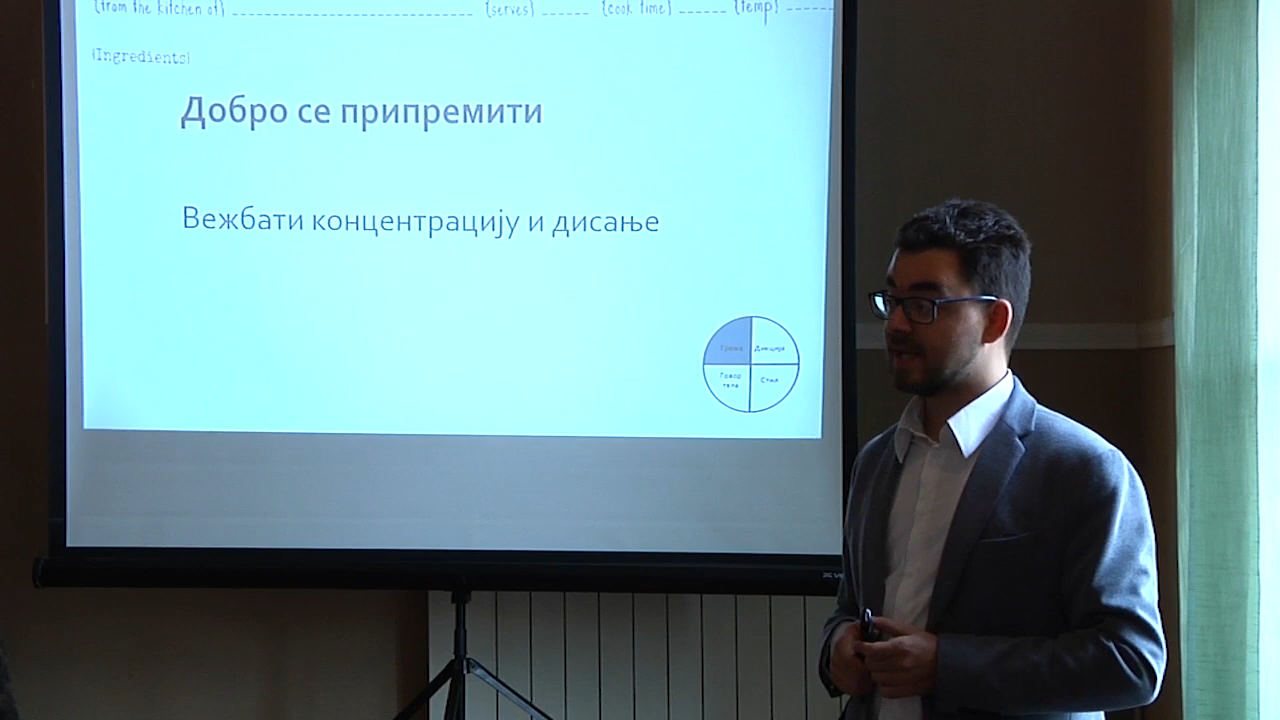 {from the kitchen of} {serves} {cook time} {temp}
{Ingredients}
Добро се припремити
Вежбати концентрацију и дисање
Трема
Дикција
Говор
тела
Стил